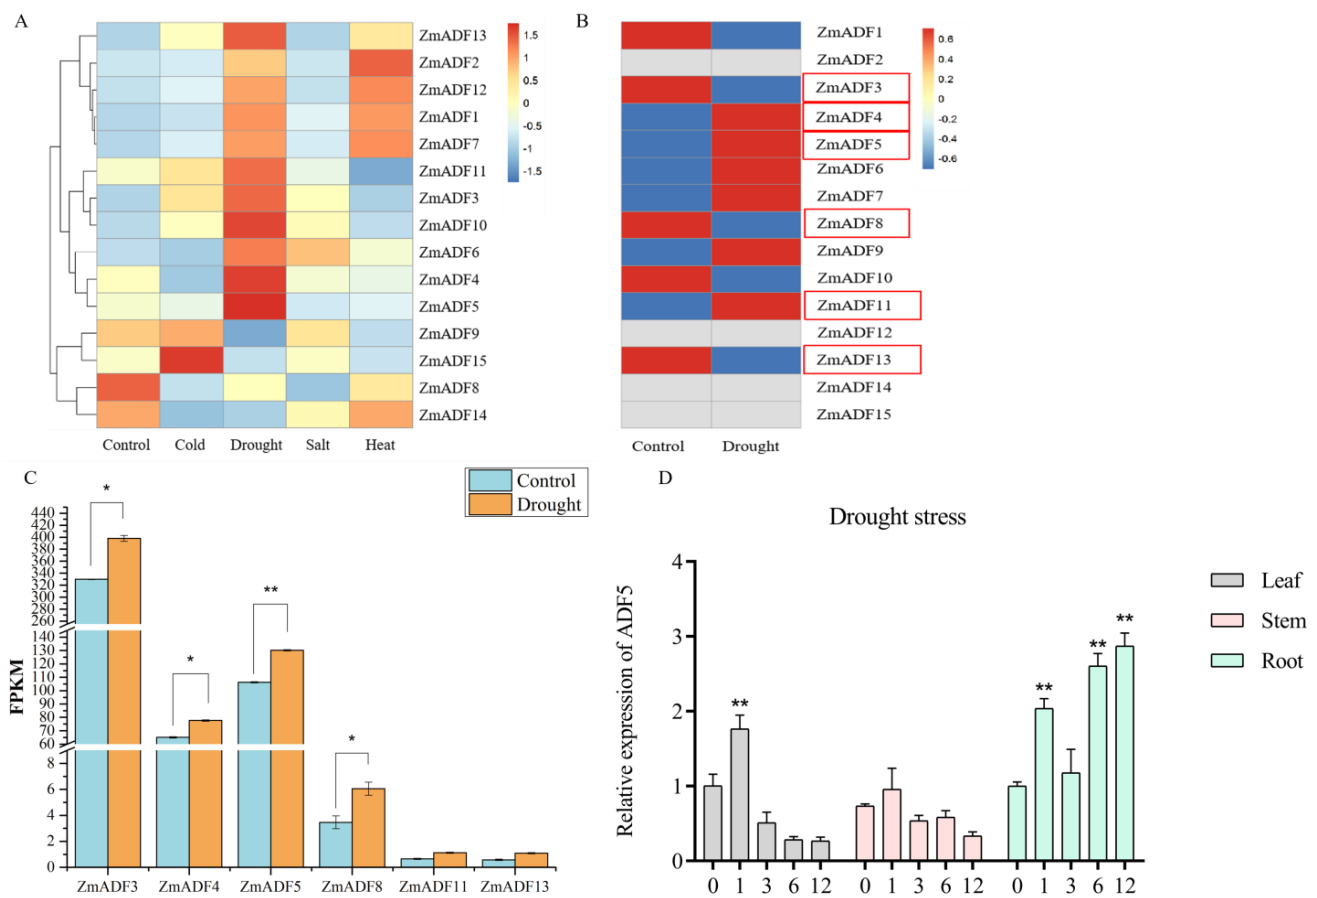 A
ZmADF13
ZmADF2
ZmADF12
ZmADF1
ZmADF7
ZmADF11
ZmADF3
ZmADF10
ZmADF6
ZmADF4
ZmADF5
ZmADF9
ZmADF15
ZmADF8
ZmADF14
Control Cold Drought Salt Heat
1.5
1
0.5
0
-0.5
-1
-1.5
B
ZmADF1
ZmADF2
ZmADF3
ZmADF4
ZmADF5
ZmADF6
ZmADF7
ZmADF8
ZmADF9
ZmADF10
ZmADF11
ZmADF12
ZmADF13
ZmADF14
ZmADF15
Control Drought
0.6
0.4
0.2
0
-0.2
-0.4
-0.6
C
Control
Drought
FPKM
440
420
400
380
360
340
320
300
280
260
140
130
120
110
100
90
80
70
60
8
6
4
2
0
*
*
**
*
ZmADF3 ZmADF4 ZmADF5 ZmADF8 ZmADF11 ZmADF13
D
Drought stress
Relative expression of ADF5
4
3
2
1
0
**
**
**
**
0 1 3 6 12 0 1 3 6 12 0 1 3 6 12
Leaf
Stem
Root